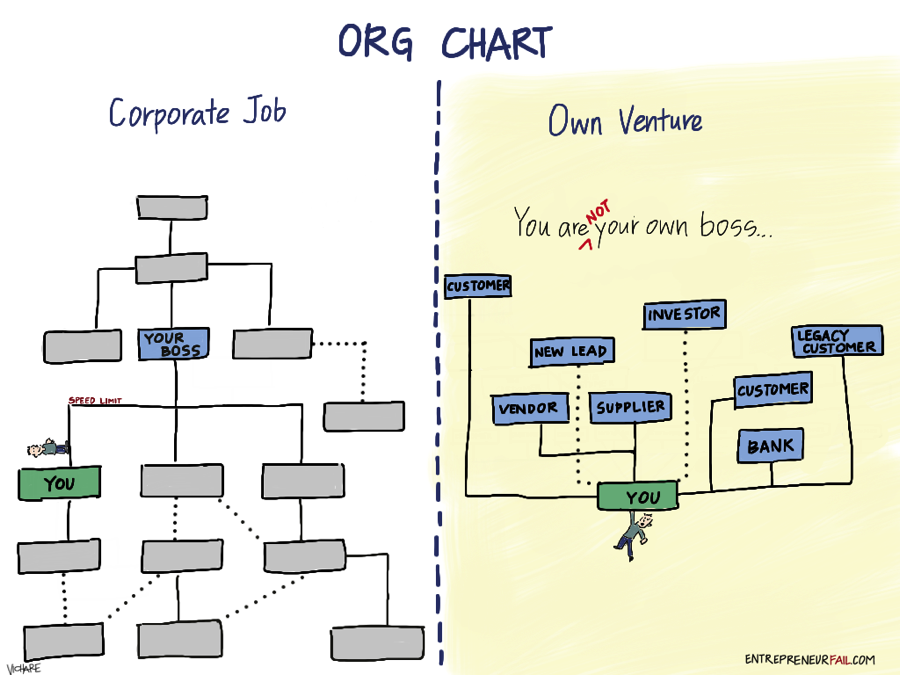 ORG CHART
Corporate Job
YOUR
BOSS
SPEED LIMIT
YOU
VICHARE
Own Venture
NOT
You are your own boss...
CUSTOMER
INVESTOR
NEW LEAD
LEGACY
CUSTOMER
VENDOR
SUPPLIER
CUSTOMER
BANK
YOU
ENTREPRENEURFAIL.COM